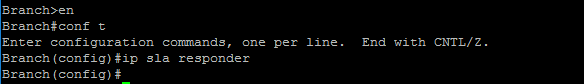 Branch>en
Branch#conf t
Enter configuration commands, one per line.  End with CNTL/Z.
Branch(config)#ip sla responder
Branch(config)#